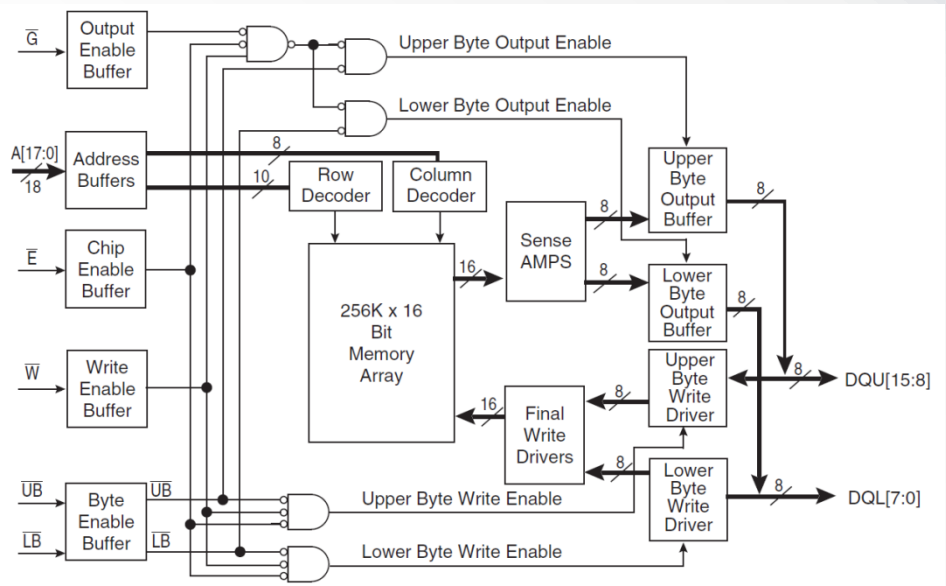 G̅
Output
Enable
Buffer
Upper Byte Output Enable
Lower Byte Output Enable
A[17:0]
18
Address
Buffers
8
10
Row
Decoder
Column
Decoder
E̅
Chip
Enable
Buffer
256K x 16
Bit
Memory
Array
16
Sense
AMPS
8
8
Upper
Byte
Output
Buffer
8
Lower
Byte
Output
Buffer
8
W̅
Write
Enable
Buffer
16
Final
Write
Drivers
8
8
Upper
Byte
Write
Driver
8
DQU[15:8]
U̅B̅
L̅B̅
Byte
Enable
Buffer
U̅B̅
L̅B̅
Upper Byte Write Enable
Lower Byte Write Enable
Lower
Byte
Write
Driver
8
DQL[7:0]